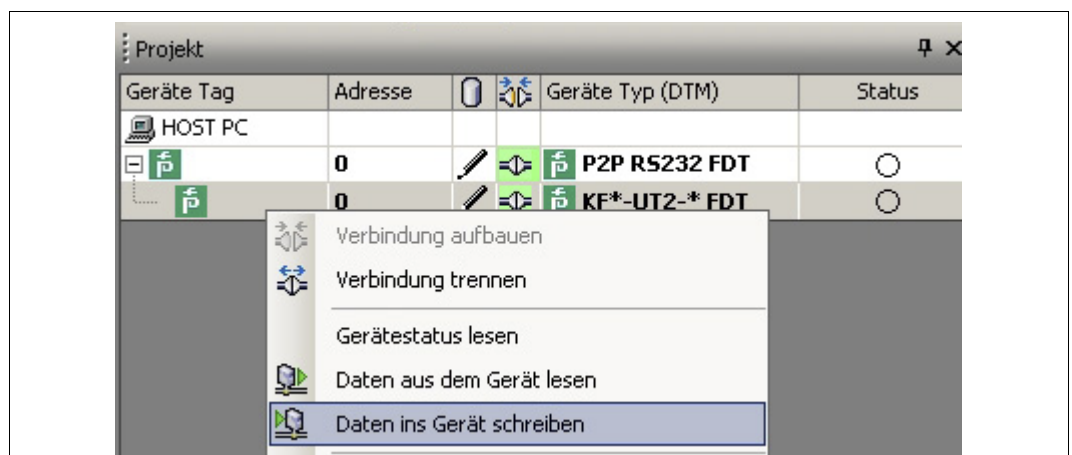 Projekt
Geräte Tag Adresse Geräte Typ (DTM) Status
HOST PC
0 P2P RS232 FDT
0 KF*-UT2-* FDT
Verbindung aufbauen
Verbindung trennen
Gerätestatus lesen
Daten aus dem Gerät lesen
Daten ins Gerät schreiben